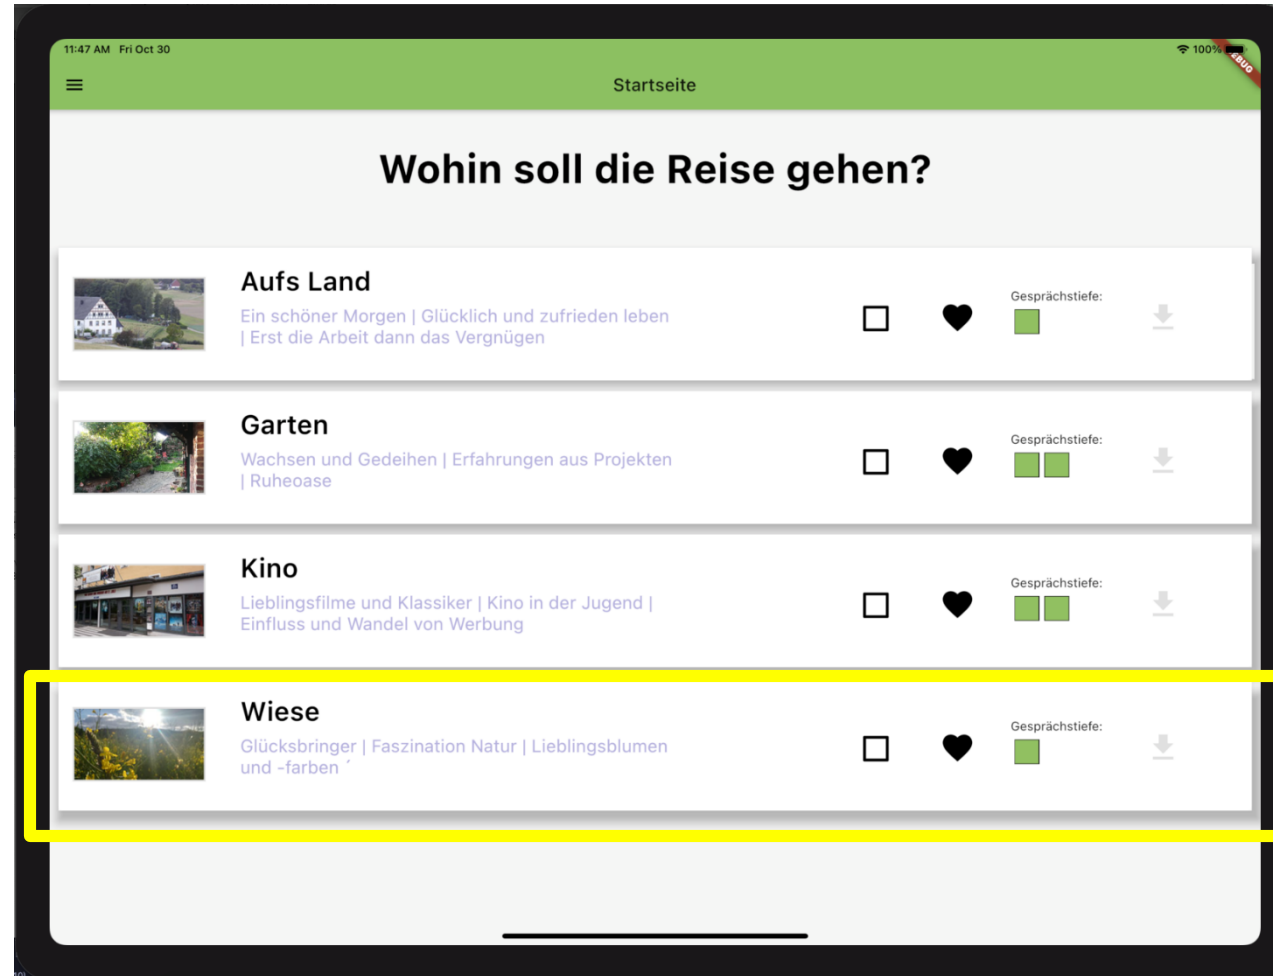 11:47 AM Fri Oct 30
100%
Startseite
Wohin soll die Reise gehen?
Aufs Land
Ein schöner Morgen | Glücklich und zufrieden leben
| Erst die Arbeit dann das Vergnügen
Gesprächstiefe:
Garten
Wachsen und Gedeihen | Erfahrungen aus Projekten
| Ruheoase
Gesprächstiefe:
Kino
Lieblingsfilme und Klassiker | Kino in der Jugend |
Einfluss und Wandel von Werbung
Gesprächstiefe:
Wiese
Glücksbringer | Faszination Natur | Lieblingsblumen
und -farben ´
Gesprächstiefe: